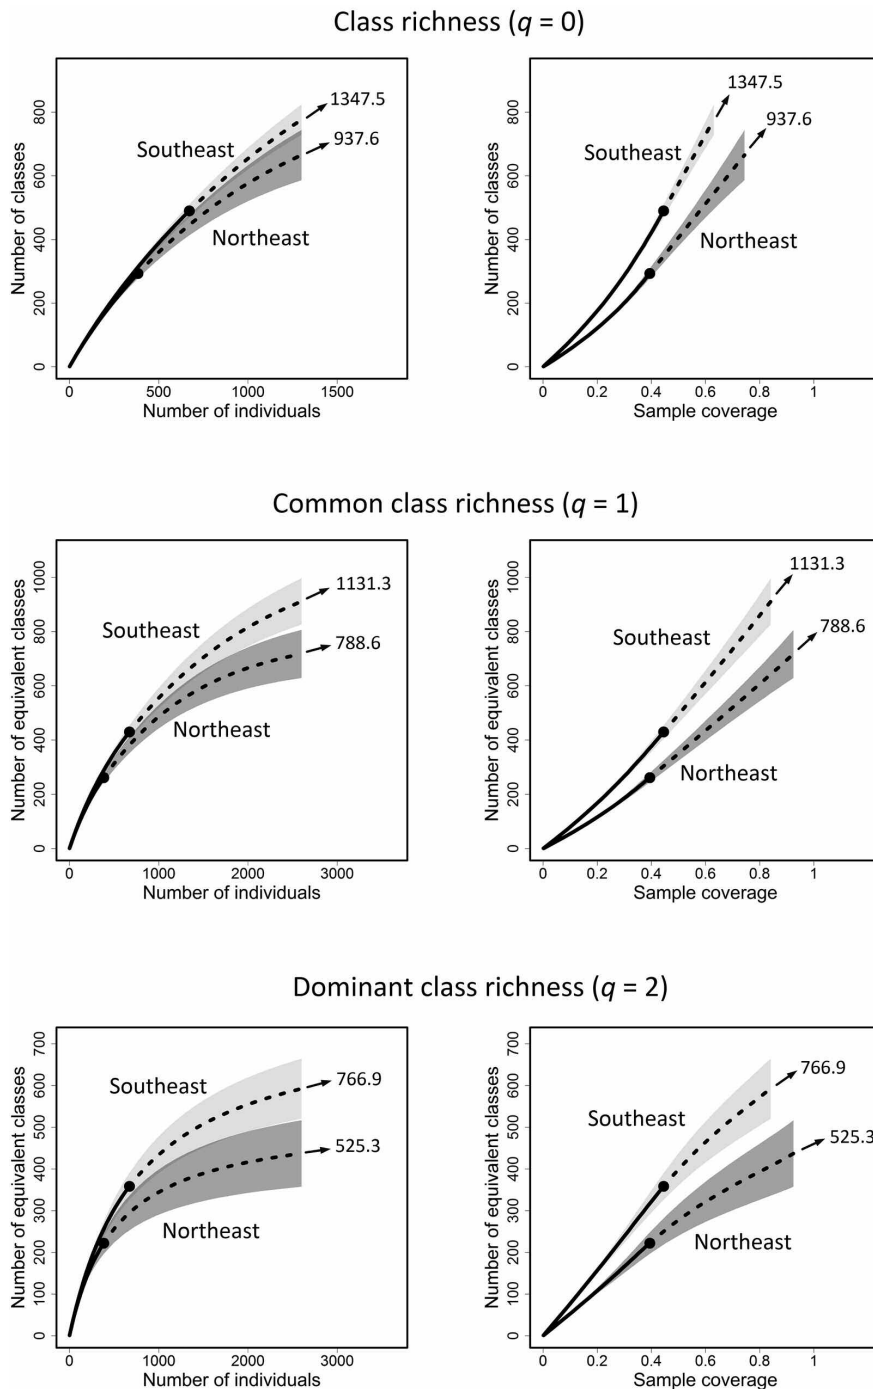 Class richness (q = 0)
Number of classes
800
600
400
200
0
Southeast
Northeast
1347.5
937.6
0
500
1000
1500
Number of individuals
Number of classes
800
600
400
200
0
Southeast
Northeast
1347.5
937.6
0
0.2
0.4
0.6
0.8
1
Sample coverage
Common class richness (q = 1)
Number of equivalent classes
1000
800
600
400
200
0
Southeast
Northeast
1131.3
788.6
0
1000
2000
3000
Number of individuals
Number of equivalent classes
1000
800
600
400
200
0
Southeast
Northeast
1131.3
788.6
0
0.2
0.4
0.6
0.8
1
Sample coverage
Dominant class richness (q = 2)
Number of equivalent classes
700
600
500
400
300
200
100
0
Southeast
Northeast
766.9
525.3
0
1000
2000
3000
Number of individuals
Number of equivalent classes
700
600
500
400
300
200
100
0
Southeast
Northeast
766.9
525.3
0
0.2
0.4
0.6
0.8
1
Sample coverage